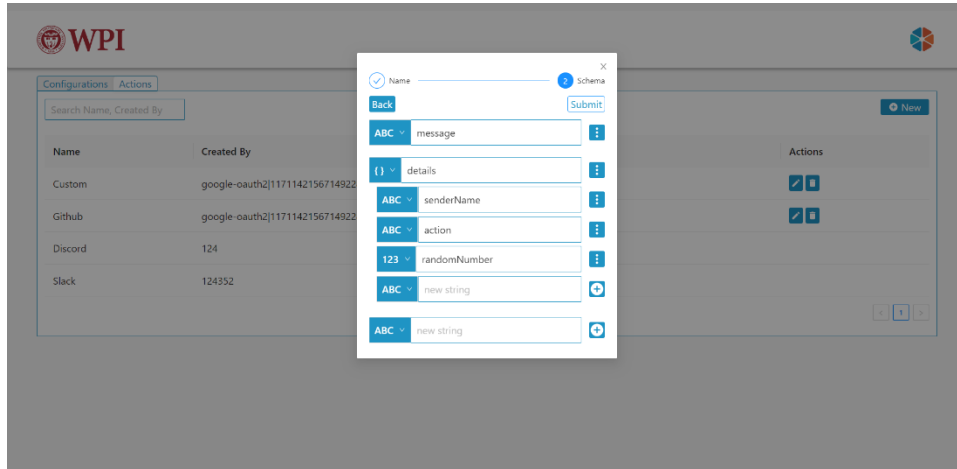 WPI
Configurations Actions
Search Name, Created By
New
Name Created By Actions
Custom google-oauth2|1171142156714922
Github google-oauth2|1171142156714922
Discord 124
Slack 124352
1
Name 2 Schema
Back Submit
ABC message
{ } details
ABC senderName
ABC action
123 randomNumber
ABC new string
ABC new string